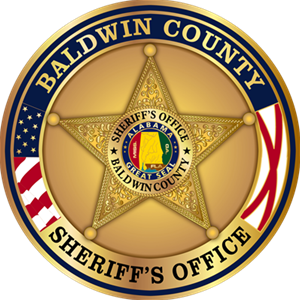 BALDWIN COUNTY
SHERIFF'S OFFICE
ALABAMA
GREAT SEAL
BALDWIN COUNTY
SHERIFF'S OFFICE